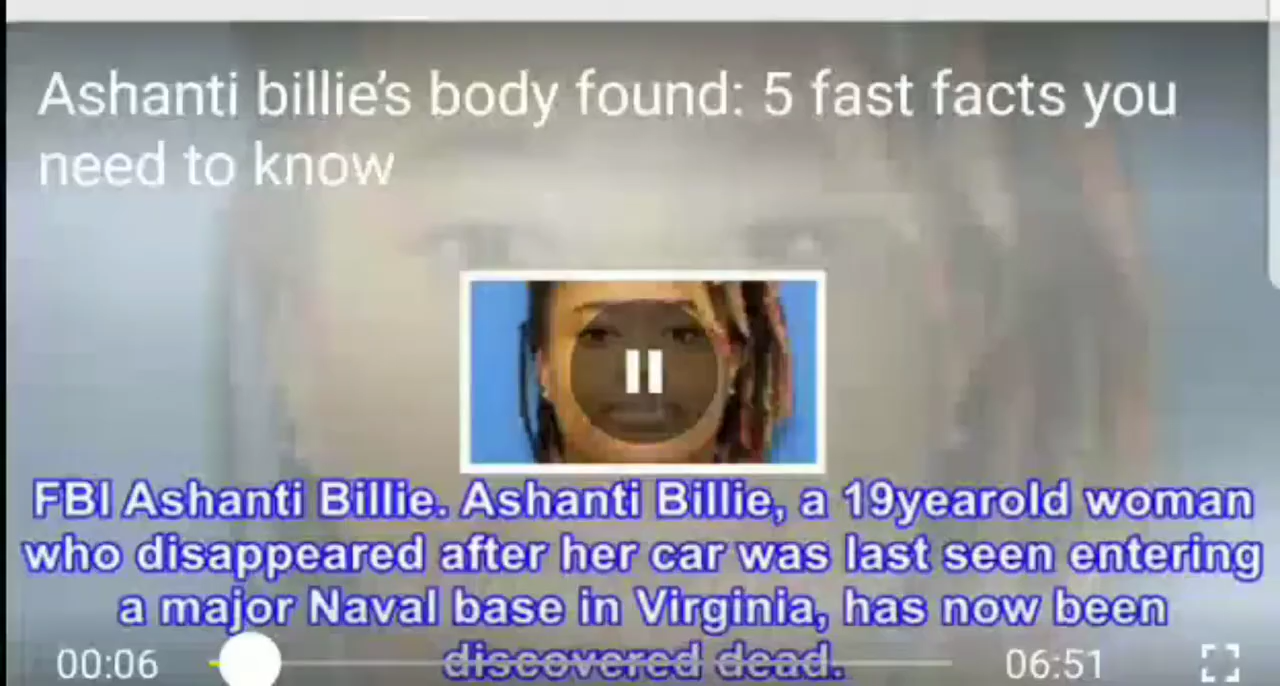 Ashanti billie's body found: 5 fast facts you
need to know
FBI Ashanti Billie. Ashanti Billie, a 19yearold woman
who disappeared after her car was last seen entering
a major Naval base in Virginia, has now been
discovered dead.
00:06
06:51